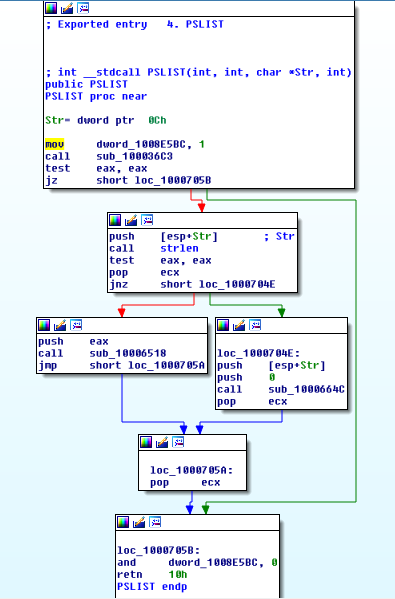 ; Exported entry   4. PSLIST
; int __stdcall PSLIST(int, int, char *Str, int)
public PSLIST
PSLIST proc near
Str= dword ptr  0Ch
mov     dword_1008E5BC, 1
call    sub_100036C3
test    eax, eax
jz      short loc_1000705B
push    [esp+Str]       ; Str
call    strlen
test    eax, eax
pop     ecx
jnz     short loc_1000704E
push    eax
call    sub_10006518
jmp     short loc_1000705A
loc_1000704E:
push    [esp+Str]
push    0
call    sub_1000664C
pop     ecx
loc_1000705A:
pop     ecx
loc_1000705B:
and     dword_1008E5BC, 0
retn    10h
PSLIST endp